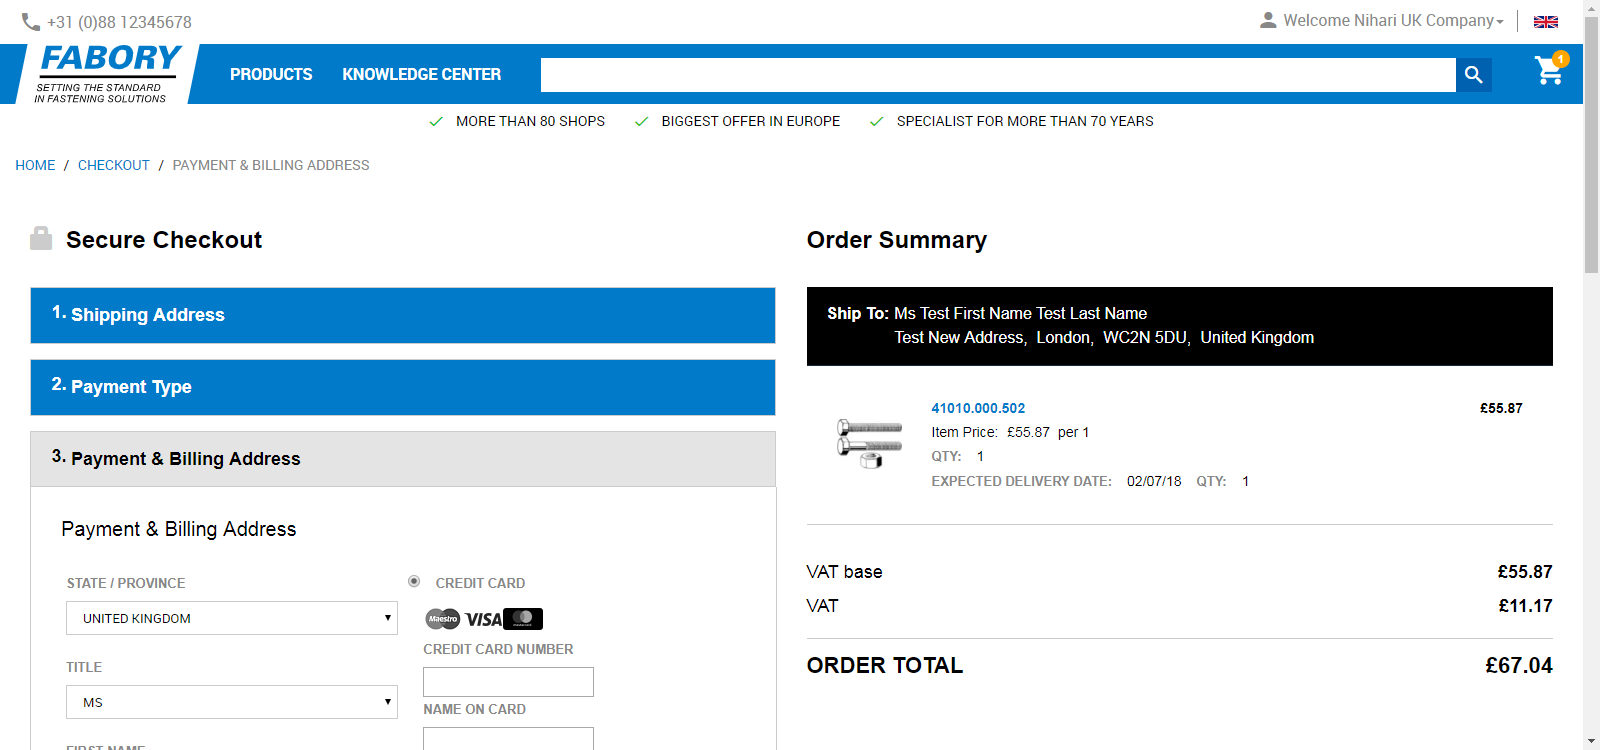 +31 (0)88 12345678
Welcome Nihari UK Company
FABORY
SETTING THE STANDARD
IN FASTENING SOLUTIONS
PRODUCTS KNOWLEDGE CENTER
1
MORE THAN 80 SHOPS BIGGEST OFFER IN EUROPE SPECIALIST FOR MORE THAN 70 YEARS
HOME / CHECKOUT / PAYMENT & BILLING ADDRESS
Secure Checkout
1. Shipping Address
2. Payment Type
3. Payment & Billing Address
Payment & Billing Address
STATE / PROVINCE
UNITED KINGDOM
TITLE
MS
FIRST NAME
CREDIT CARD
Maestro VISA mastercard
CREDIT CARD NUMBER
NAME ON CARD
Order Summary
Ship To: Ms Test First Name Test Last Name
Test New Address, London, WC2N 5DU, United Kingdom
41010.000.502 £55.87
Item Price: £55.87 per 1
QTY: 1
EXPECTED DELIVERY DATE: 02/07/18 QTY: 1
VAT base £55.87
VAT £11.17
ORDER TOTAL £67.04